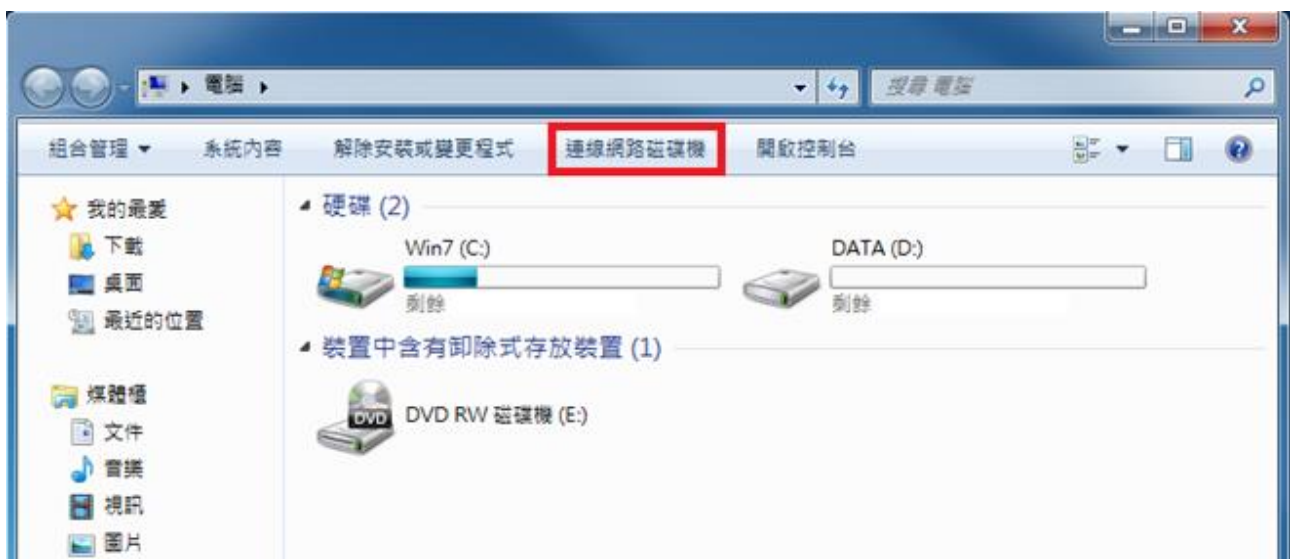 電腦
搜尋 電腦
組合管理 系統內容 解除安裝或變更程式 連線網路磁碟機 開啟控制台
我的最愛
下載
桌面
最近的位置
媒體櫃
文件
音樂
視訊
圖片
硬碟 (2)
Win7 (C:)
剩餘
DATA (D:)
剩餘
裝置中含有卸除式存放裝置 (1)
DVD
DVD RW 磁碟機 (E:)